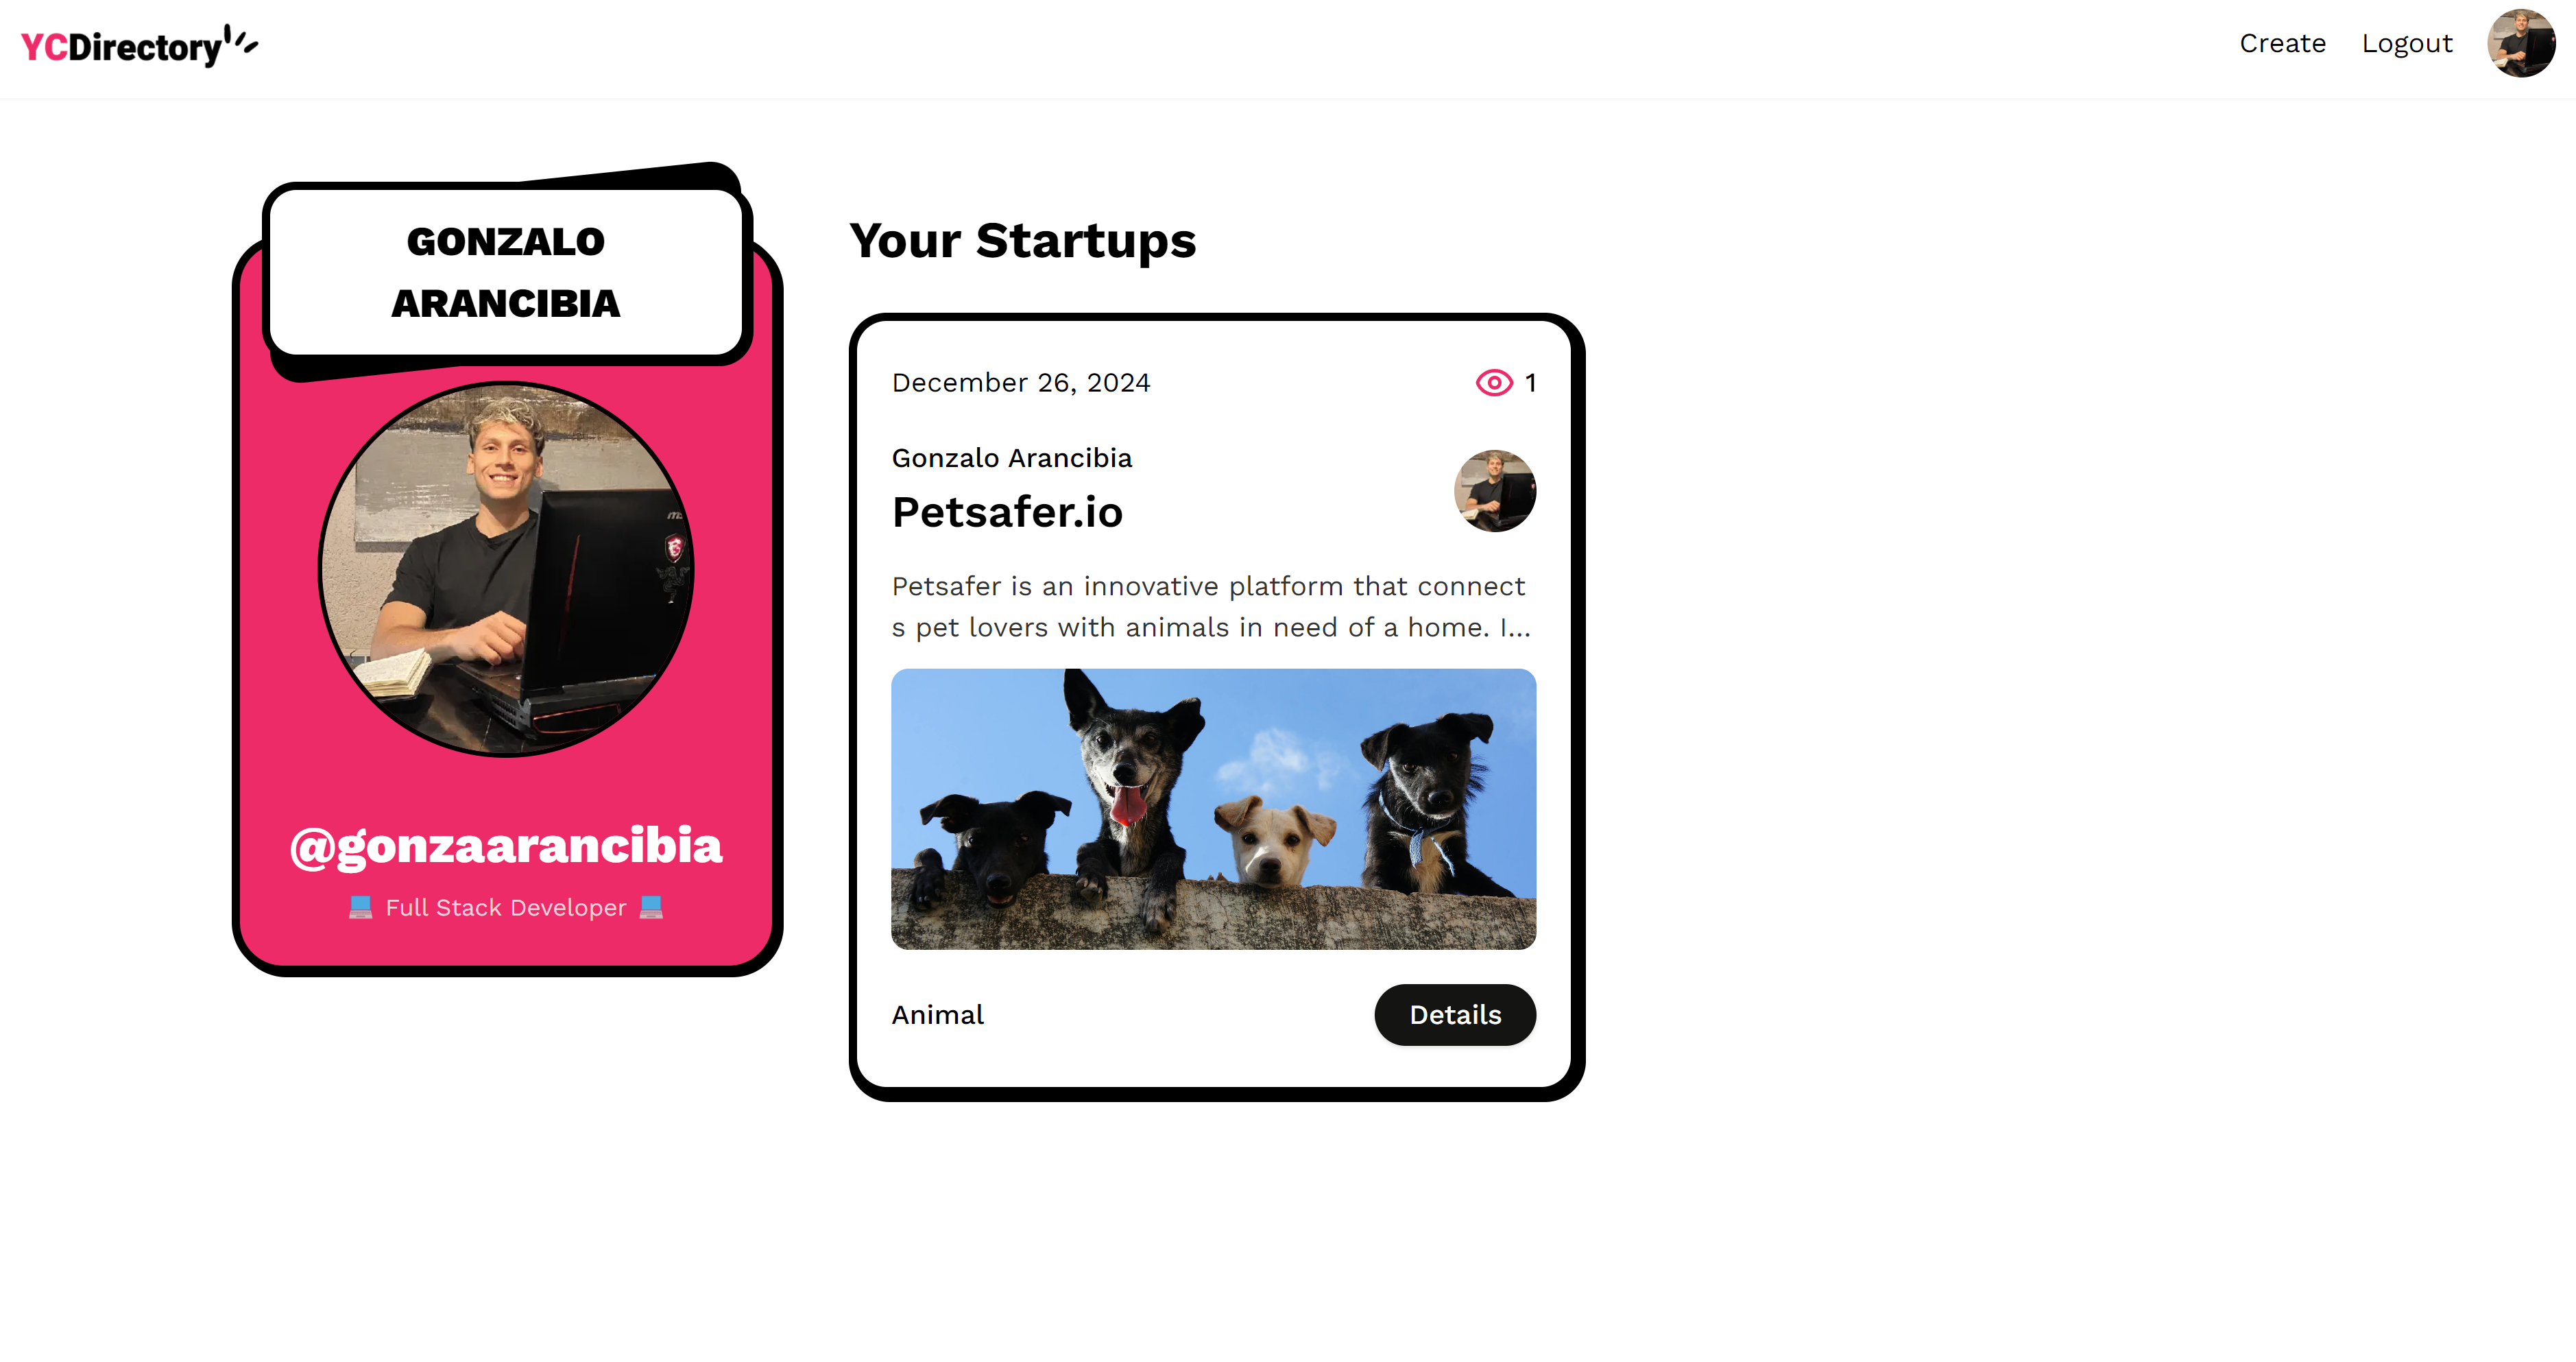 YCDirectory
Create
Logout
GONZALO
ARANCIBIA
@gonzaarancibia
💻 Full Stack Developer 💻
Your Startups
December 26, 2024
1
Gonzalo Arancibia
Petsafer.io
Petsafer is an innovative platform that connect
s pet lovers with animals in need of a home. I...
Animal
Details